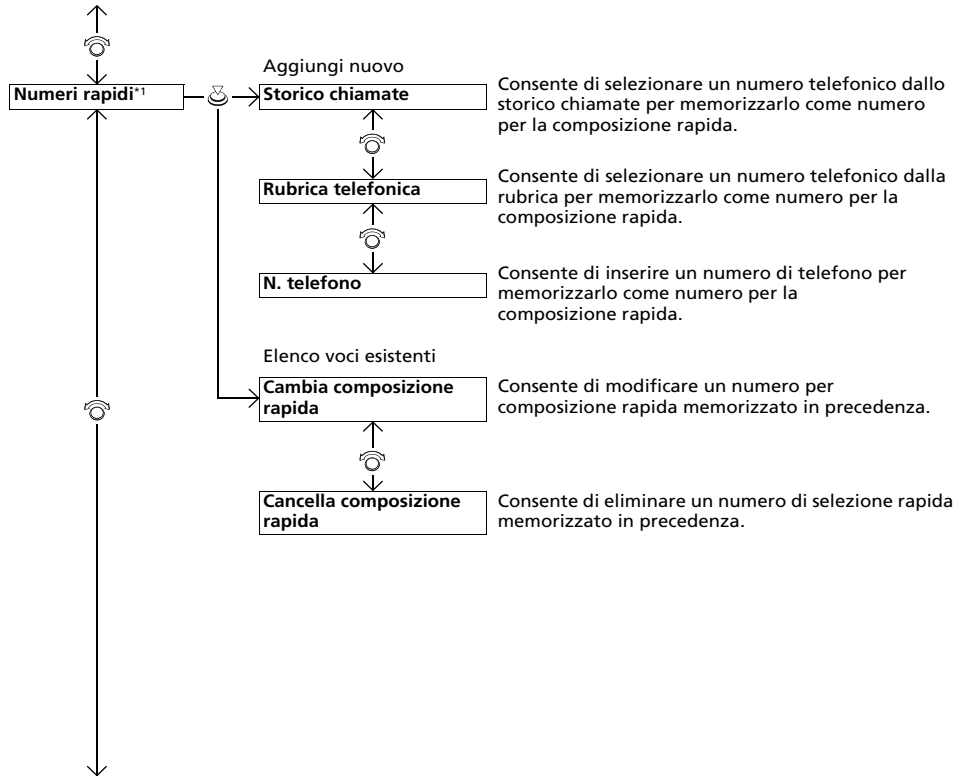 Numeri rapidi*1
Aggiungi nuovo
Storico chiamate
Consente di selezionare un numero telefonico dallo
storico chiamate per memorizzarlo come numero
per la composizione rapida.
Rubrica telefonica
Consente di selezionare un numero telefonico dalla
rubrica per memorizzarlo come numero per la
composizione rapida.
N. telefono
Consente di inserire un numero di telefono per
memorizzarlo come numero per la
composizione rapida.
Elenco voci esistenti
Cambia composizione
rapida
Consente di modificare un numero per
composizione rapida memorizzato in precedenza.
Cancella composizione
rapida
Consente di eliminare un numero di selezione rapida
memorizzato in precedenza.